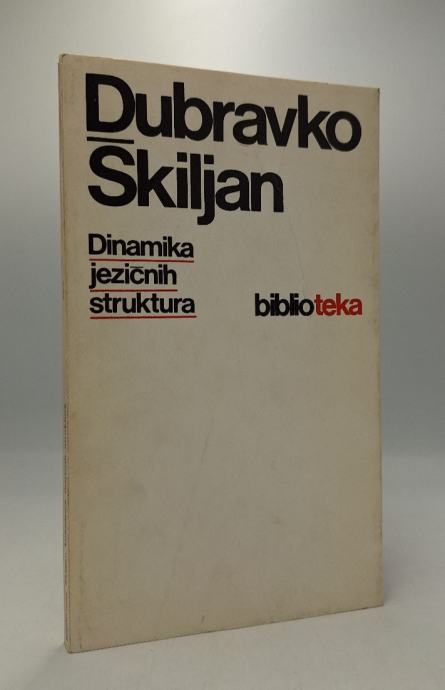 Dubravko
Škiljan
Dinamika
jezičnih
struktura
biblioteka